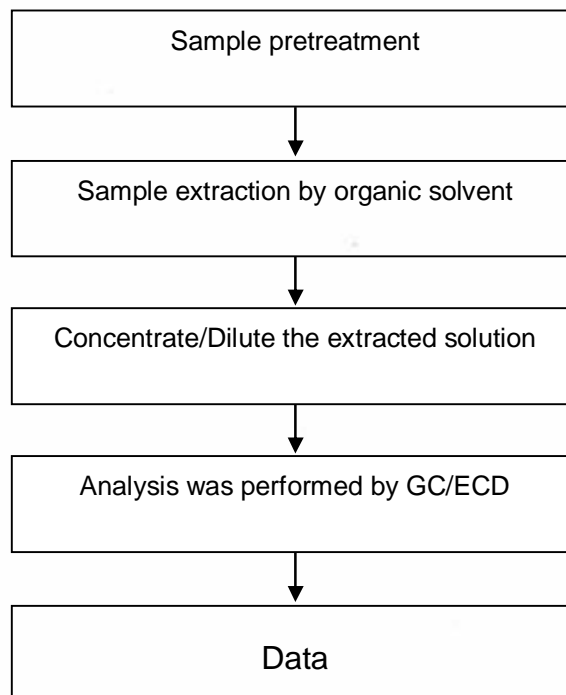 Sample pretreatment
Sample extraction by organic solvent
Concentrate/Dilute the extracted solution
Analysis was performed by GC/ECD
Data